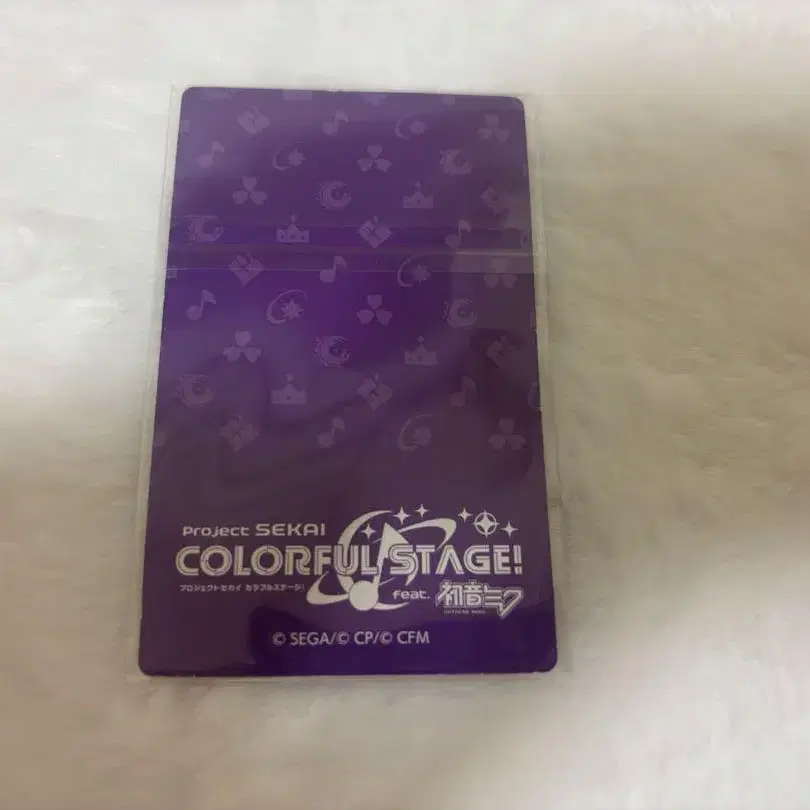 Project SEKAI
COLORFUL STAGE!
プロジェクトセカイ カラフルステージ!
feat. 初音ミク
© SEGA/© CP/© CFM